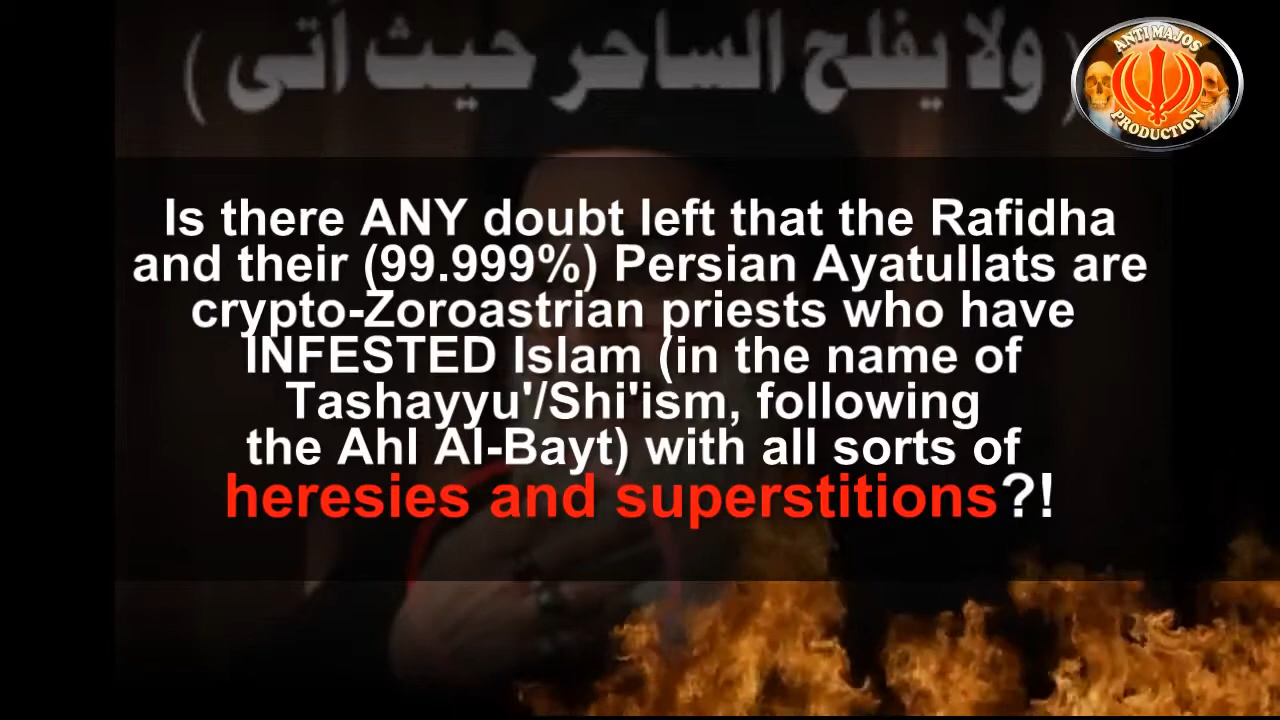 ( ولا يفلح الساحر حيث أتى )
ANTI MAJOS
PRODUCTION
Is there ANY doubt left that the Rafidha
and their (99.999%) Persian Ayatullats are
crypto-Zoroastrian priests who have
INFESTED Islam (in the name of
Tashayyu'/Shi'ism, following
the Ahl Al-Bayt) with all sorts of
heresies and superstitions?!